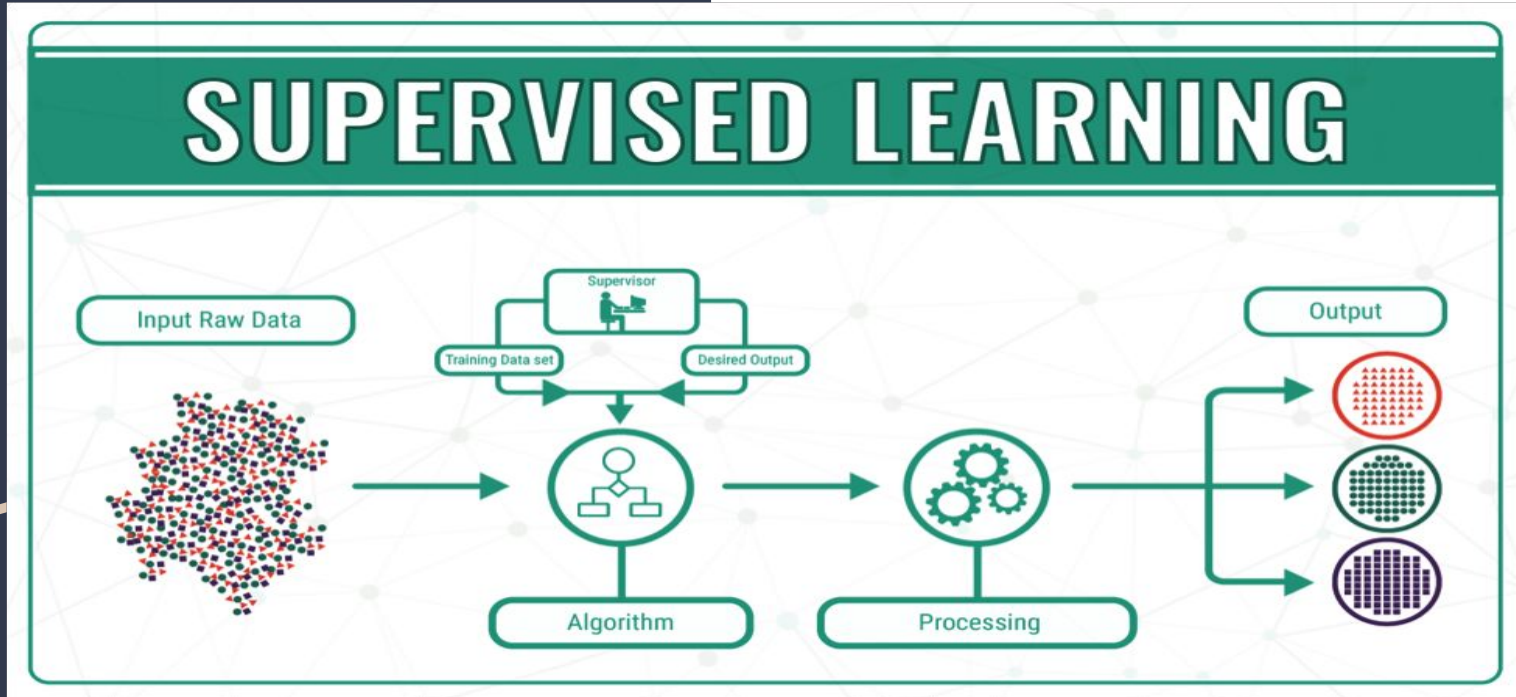 SUPERVISED LEARNING
Input Raw Data
Supervisor
Training Data set
Desired Output
Algorithm
Processing
Output